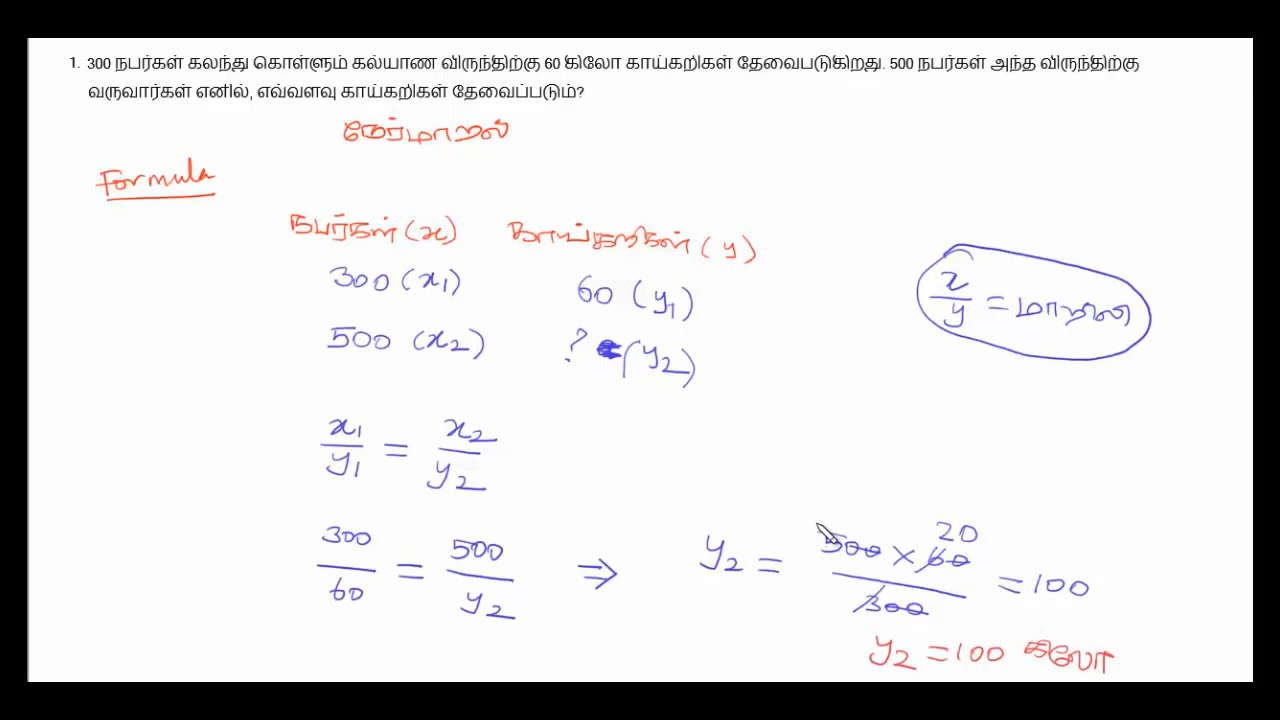 1. 300 நபர்கள் கலந்து கொள்ளும் கல்யாண விருந்திற்கு 60 கிலோ காய்கறிகள் தேவைபடுகிறது. 500 நபர்கள் அந்த விருந்திற்கு
வருவார்கள் எனில், எவ்வளவு காய்கறிகள் தேவைப்படும்?
நேர்மாறல்
Formula
நபர்கள் (x) காய்கறிகள் (y)
300 (x1) 60 (y1)
500 (x2) ? (y2)
x/y = மாறிலி
x1/y1 = x2/y2
300/60 = 500/y2 ⇒ y2 = 500 × 60/300 = 100
20
y2 = 100 கிலோ